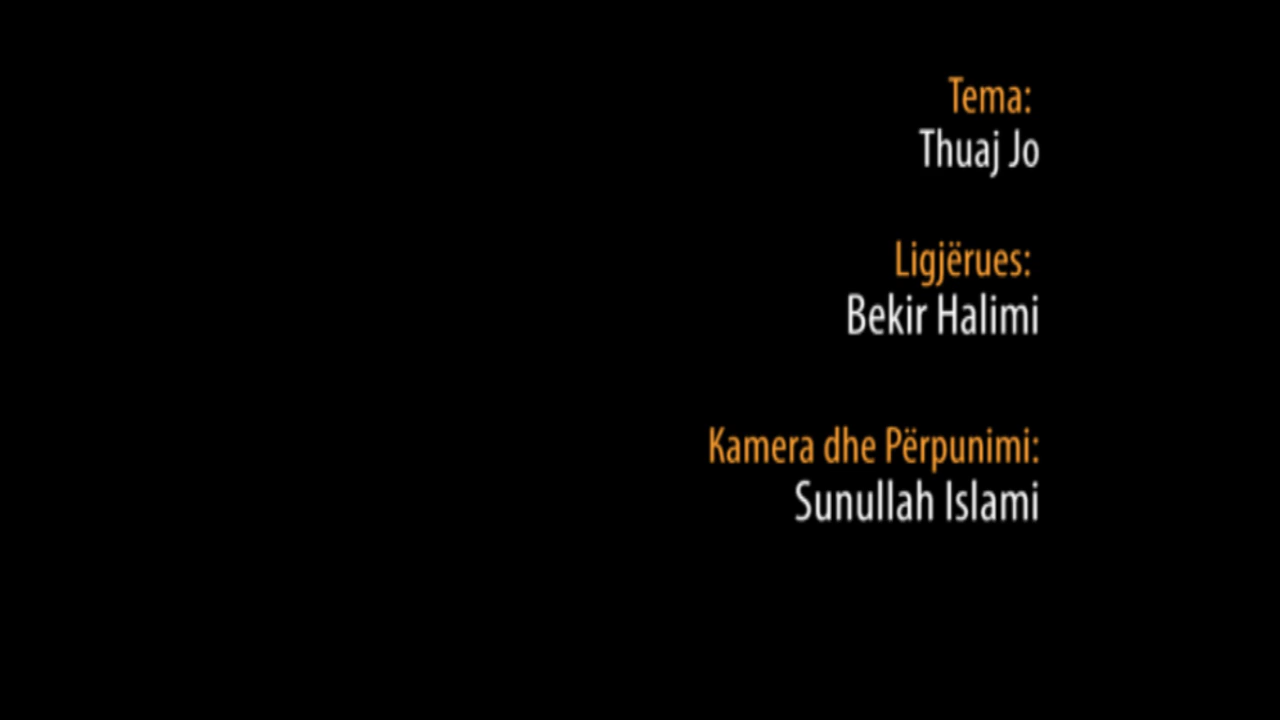 Tema:
Thuaj Jo
Ligjërues:
Bekir Halimi
Kamera dhe Përpunimi:
Sunullah Islami